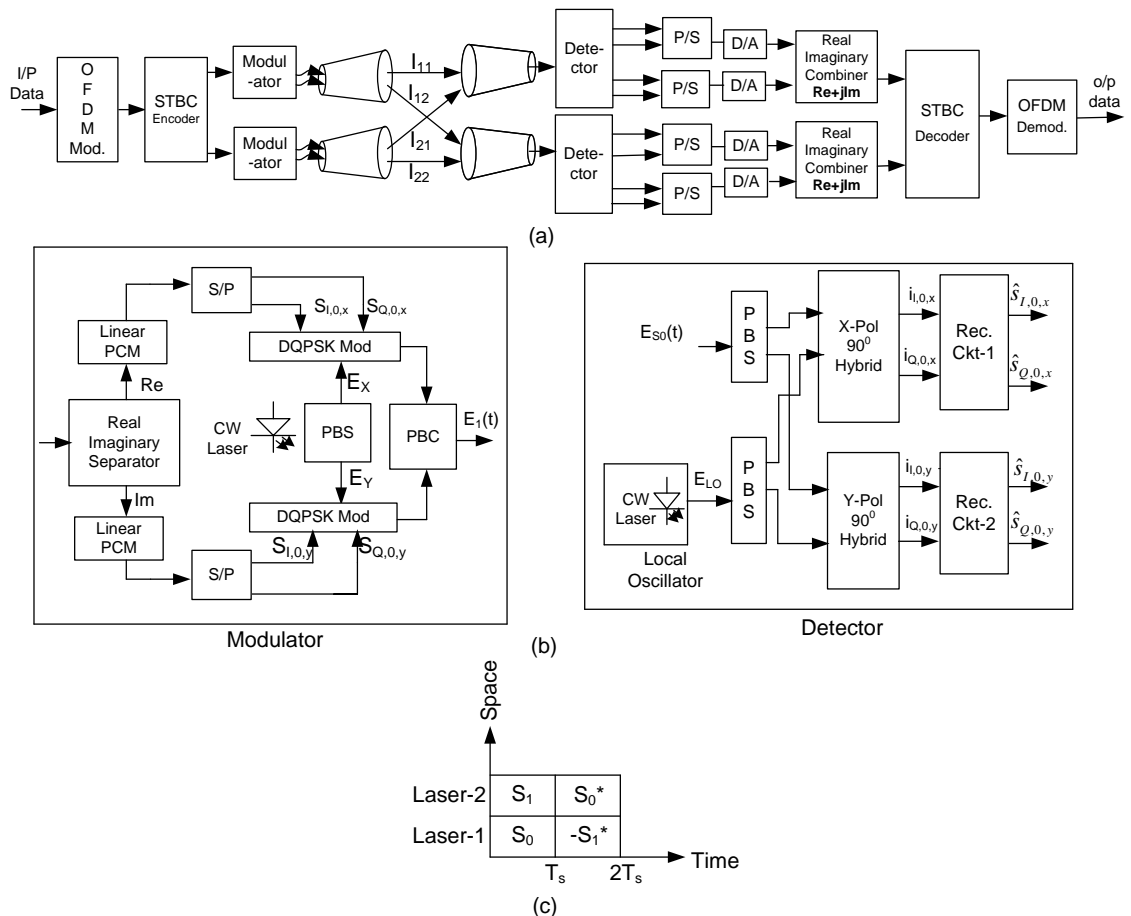 I/P
Data
O
F
D
M
Mod.
STBC
Encoder
Modul
-ator
Modul
-ator
I11
I12
I21
I22
Dete-
ctor
Dete-
ctor
P/S
P/S
P/S
P/S
D/A
D/A
D/A
D/A
Real
Imaginary
Combiner
Re+jIm
Real
Imaginary
Combiner
Re+jIm
STBC
Decoder
OFDM
Demod.
o/p
data
(a)
S/P
Linear
PCM
Re
Real
Imaginary
Separator
Im
Linear
PCM
S/P
SI,0,x
SQ,0,x
DQPSK Mod
EX
CW
Laser
PBS
EY
DQPSK Mod
SI,0,y
SQ,0,y
PBC
E1(t)
Modulator
ES0(t)
P
B
S
CW
Laser
ELO
P
B
S
Local
Oscillator
X-Pol
90⁰
Hybrid
Y-Pol
90⁰
Hybrid
iI,0,x
iQ,0,x
iI,0,y
iQ,0,y
Rec.
Ckt-1
Rec.
Ckt-2
ŝI,0,x
ŝQ,0,x
ŝI,0,y
ŝQ,0,y
Detector
(b)
Space
Laser-2
S1
S0*
Laser-1
S0
-S1*
Time
Ts
2Ts
(c)